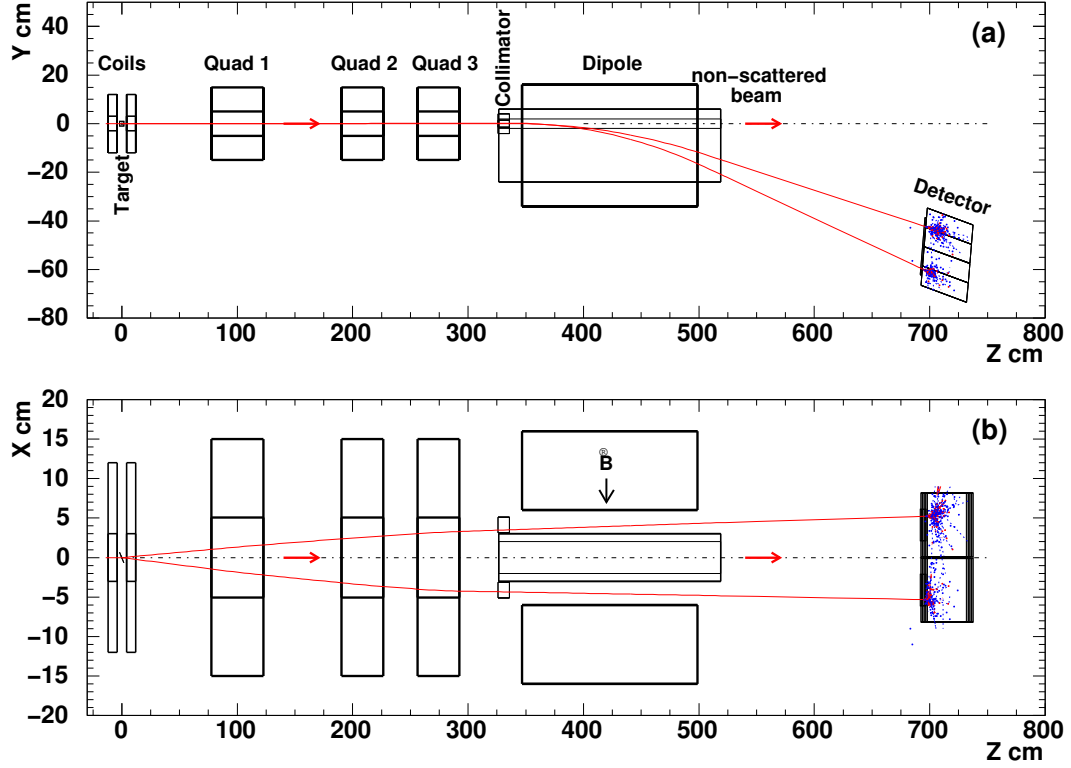 Y cm
40
20
0
−20
−40
−60
−80
(a)
Coils
Quad 1
Quad 2
Quad 3
Collimator
Dipole
non−scattered
beam
Target
Detector
0
100
200
300
400
500
600
700
800
Z cm
X cm
20
15
10
5
0
−5
−10
−15
−20
(b)
B
0
100
200
300
400
500
600
700
800
Z cm